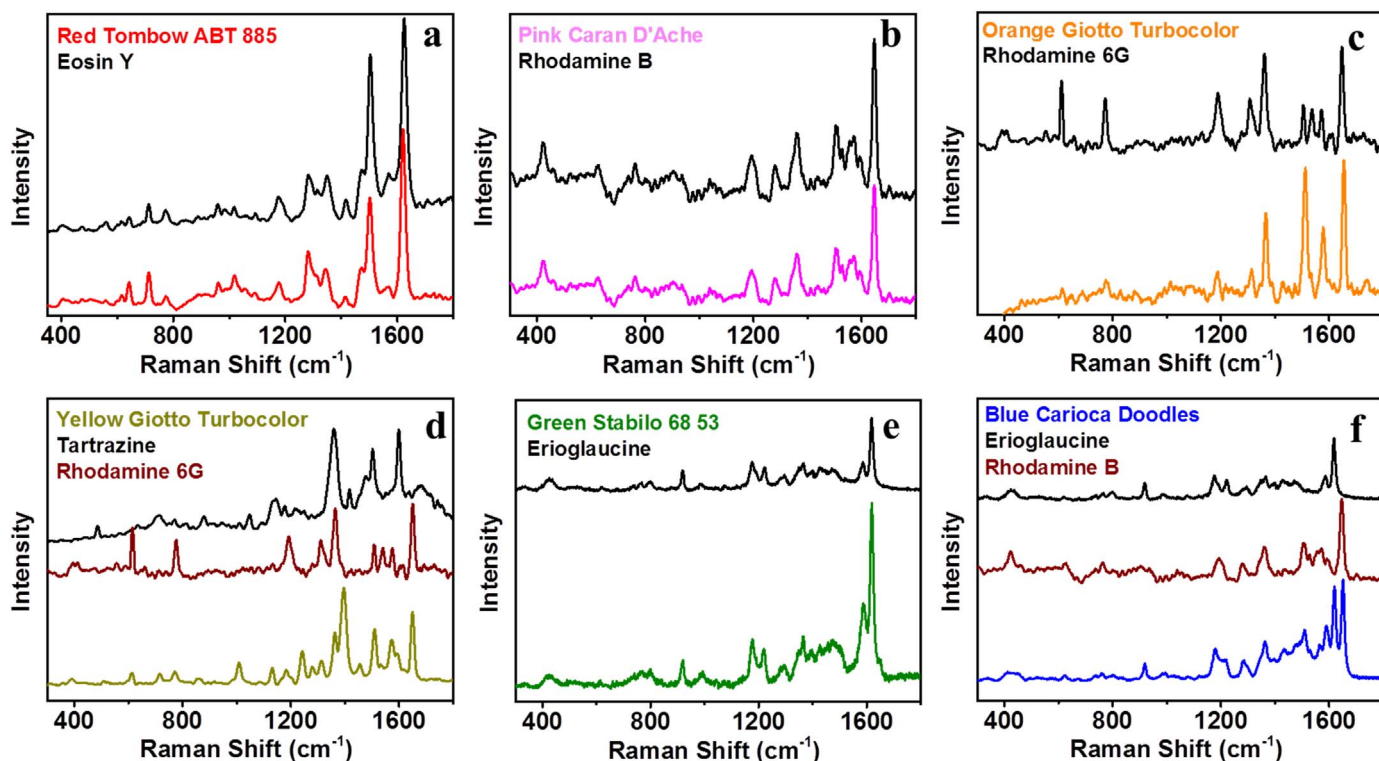 Red Tombow ABT 885
Eosin Y
a
Intensity
400 800 1200 1600
Raman Shift (cm-1)
Pink Caran D'Ache
Rhodamine B
b
Intensity
400 800 1200 1600
Raman Shift (cm-1)
Orange Giotto Turbocolor
Rhodamine 6G
c
Intensity
400 800 1200 1600
Raman Shift (cm-1)
Yellow Giotto Turbocolor
Tartrazine
Rhodamine 6G
d
Intensity
400 800 1200 1600
Raman Shift (cm-1)
Green Stabilo 68 53
Erioglaucine
e
Intensity
400 800 1200 1600
Raman Shift (cm-1)
Blue Carioca Doodles
Erioglaucine
Rhodamine B
f
Intensity
400 800 1200 1600
Raman Shift (cm-1)